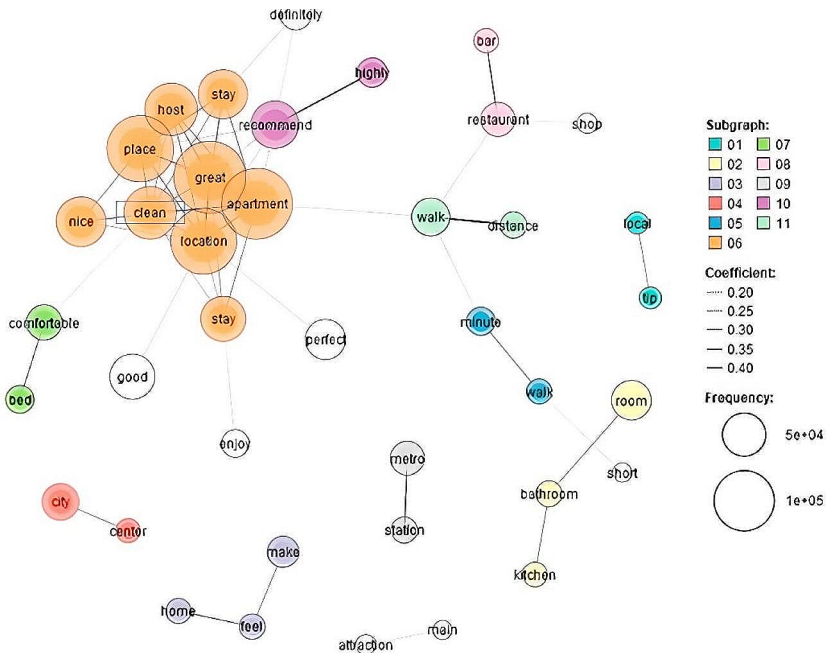 definitely
bar
highly
stay
host
recommend
restaurant
shop
place
great
apartment
clean
nice
location
walk
distance
local
tip
comfortable
stay
minute
perfect
good
bed
walk
room
enjoy
metro
short
bathroom
city
center
station
make
kitchen
home
feel
main
attraction
Subgraph:
01 07
02 08
03 09
04 10
05 11
06
Coefficient:
0.20
0.25
0.30
0.35
0.40
Frequency:
5e+04
1e+05